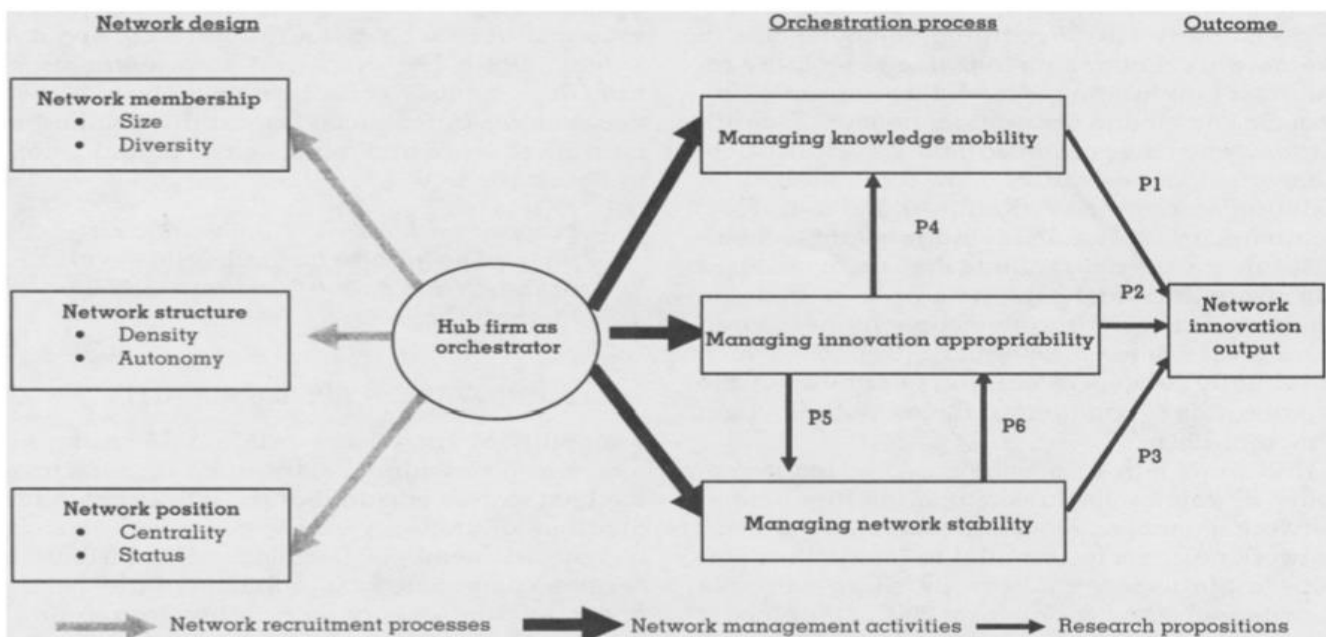 Network design
Orchestration process
Outcome
Network membership
• Size
• Diversity
Network structure
• Density
• Autonomy
Network position
• Centrality
• Status
Hub firm as
orchestrator
Managing knowledge mobility
P4
Managing innovation appropriability
P5
P6
Managing network stability
P1
P2
P3
Network
innovation
output
Network recruitment processes
Network management activities
Research propositions